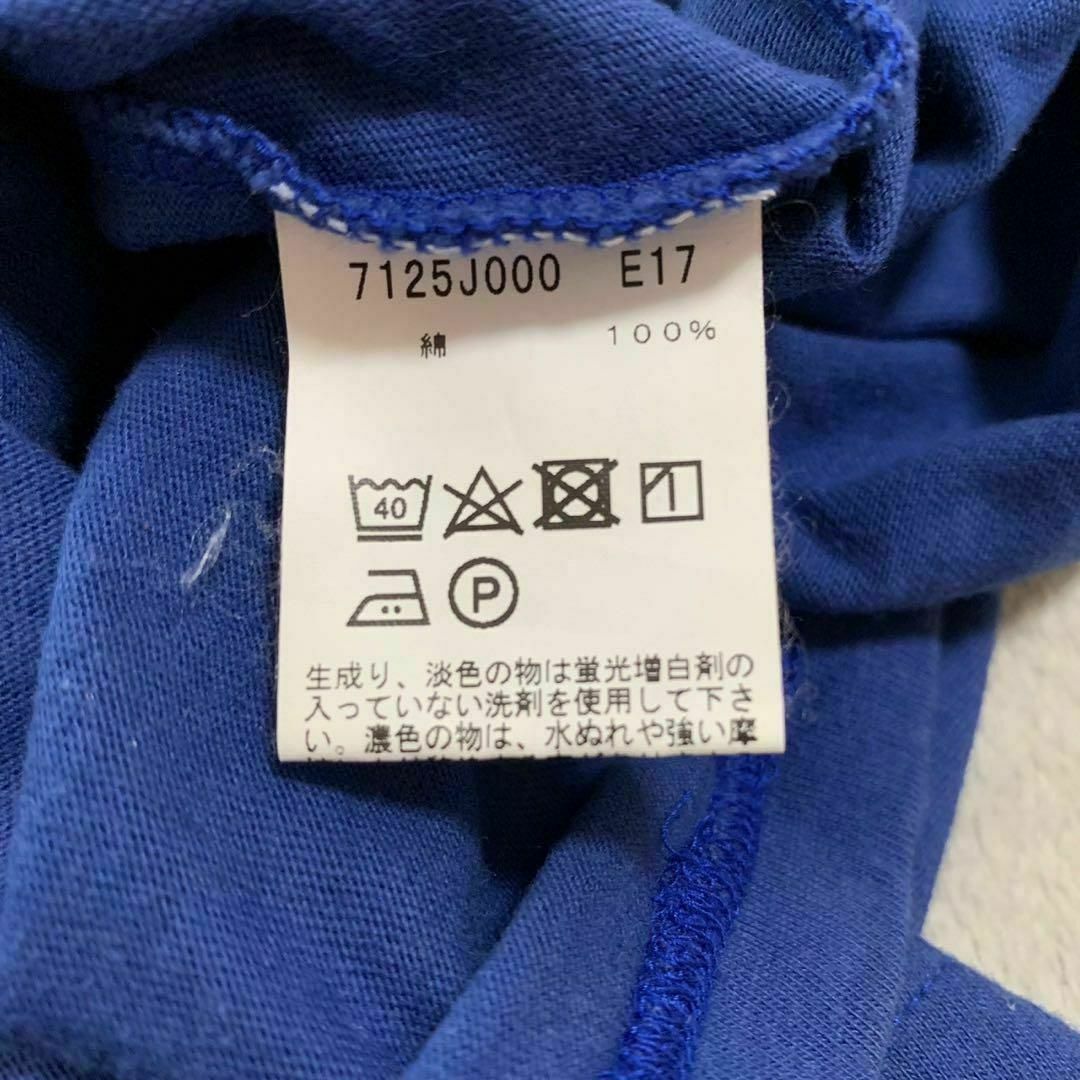 7125J000 E17
綿 100%
40
P
生成り、淡色の物は蛍光増白剤の
入っていない洗剤を使用して下さ
い。濃色の物は、水ぬれや強い摩